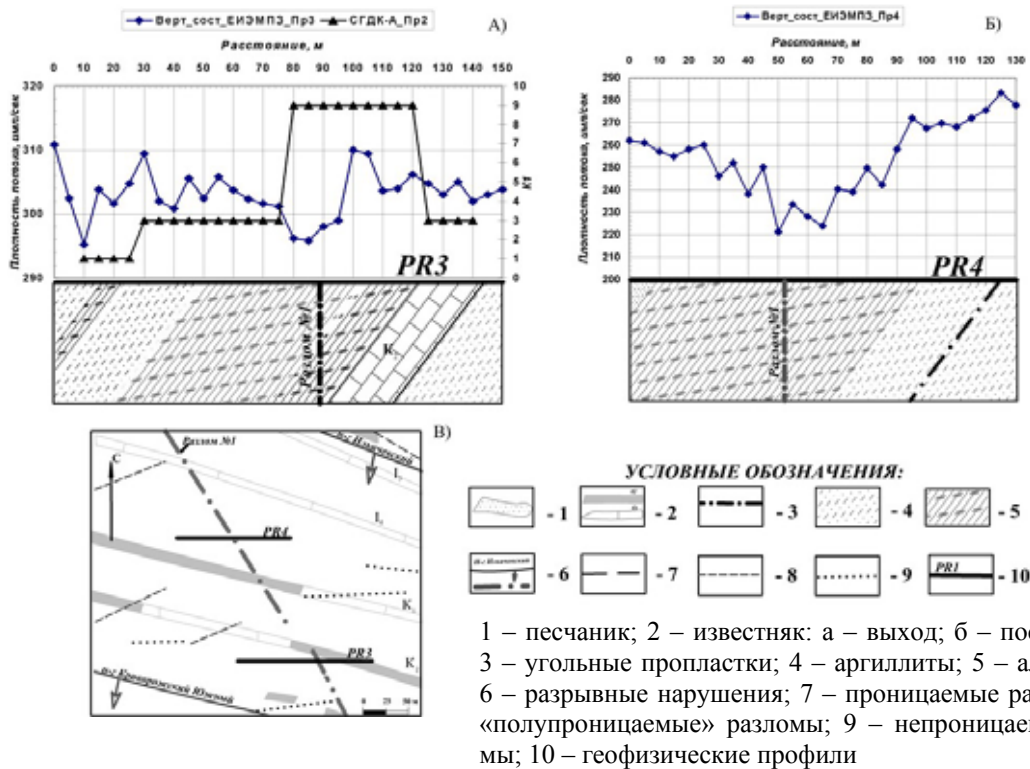 Верт_сост_ЕИЭМПЗ_Пр3 СГДК-А_Пр2 А)
Расстояние, м
0 10 20 30 40 50 60 70 80 90 100 110 120 130 140 150
320
310
300
290
Плотность потока, имп/сек
10
9
8
7
6
5
4
3
2
1
0
PR3
Разлом №1
Верт_сост_ЕИЭМПЗ_Пр4 Б)
Расстояние, м
0 10 20 30 40 50 60 70 80 90 100 110 120 130
290
280
270
260
250
240
230
220
210
200
Плотность потока, имп/сек
PR4
Разлом №1
В)
Разлом №1
С
PR4
PR3
0 25 50 м
УСЛОВНЫЕ ОБОЗНАЧЕНИЯ:
- 1 - 2 - 3 - 4 - 5
- 6 - 7 - 8 - 9 PR1 - 10
1 – песчаник; 2 – известняк: а – выход; б – пос
3 – угольные пропластки; 4 – аргиллиты; 5 – а
6 – разрывные нарушения; 7 – проницаемые ра
«полупроницаемые» разломы; 9 – непроницае
мы; 10 – геофизические профили